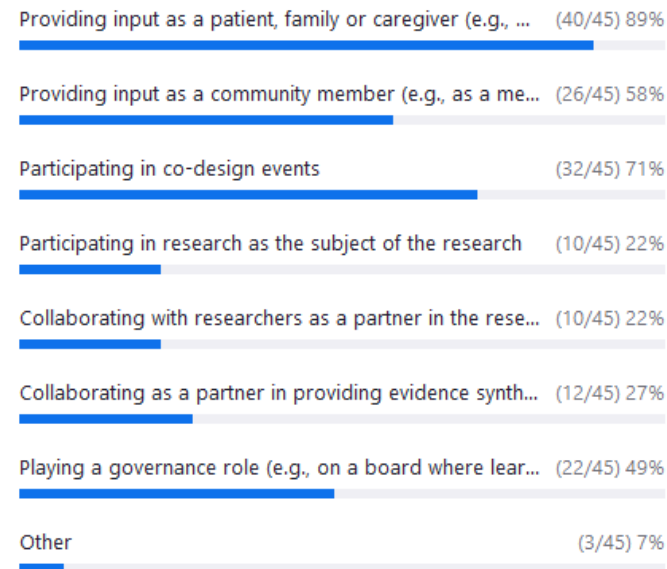 Providing input as a patient, family or caregiver (e.g., ... (40/45) 89%
Providing input as a community member (e.g., as a me... (26/45) 58%
Participating in co-design events (32/45) 71%
Participating in research as the subject of the research (10/45) 22%
Collaborating with researchers as a partner in the rese... (10/45) 22%
Collaborating as a partner in providing evidence synth... (12/45) 27%
Playing a governance role (e.g., on a board where lear... (22/45) 49%
Other (3/45) 7%